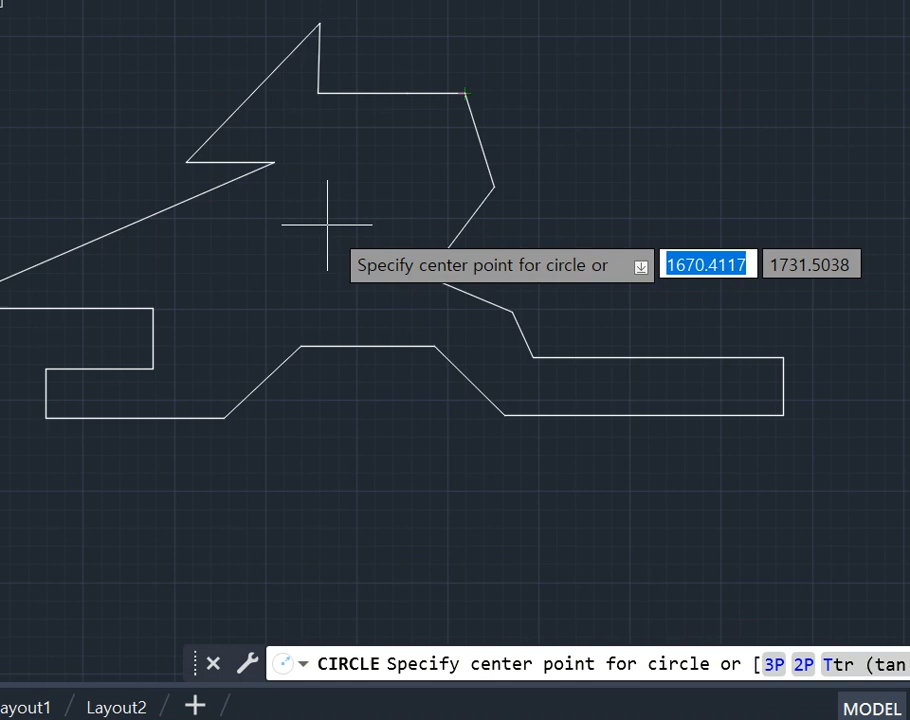 Specify center point for circle or 1670.4117 1731.5038
CIRCLE Specify center point for circle or [3P 2P Ttr (tan
ayout1 Layout2 + MODEL